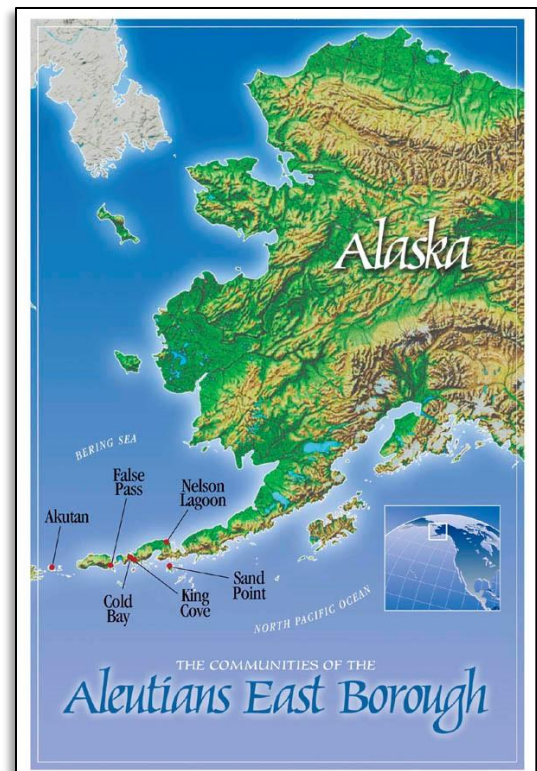 Alaska
BERING SEA
False
Pass
Nelson
Lagoon
Akutan
Cold
Bay
King
Cove
Sand
Point
NORTH PACIFIC OCEAN
THE COMMUNITIES OF THE
Aleutians East Borough